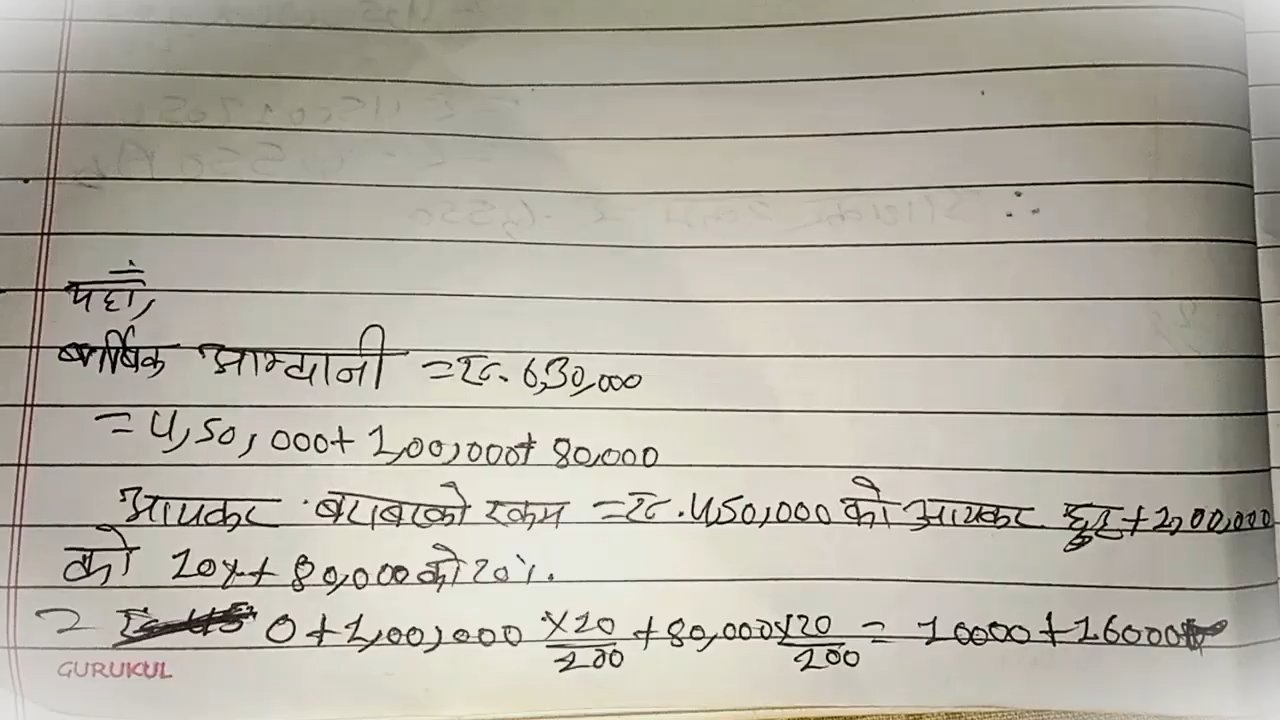 यहाँ,
बार्षिक आम्दानी = रु. 6,30,000
= 4,50,000 + 1,00,000 + 80,000
आयकर बराबरको रकम = रु. 450,000 को आयकर छुट + 1,00,000
को 10% + 80,000 को 20%.
= 0 + 1,00,000 × 10/100 + 80,000 × 20/100 = 10000 + 16000
GURUKUL